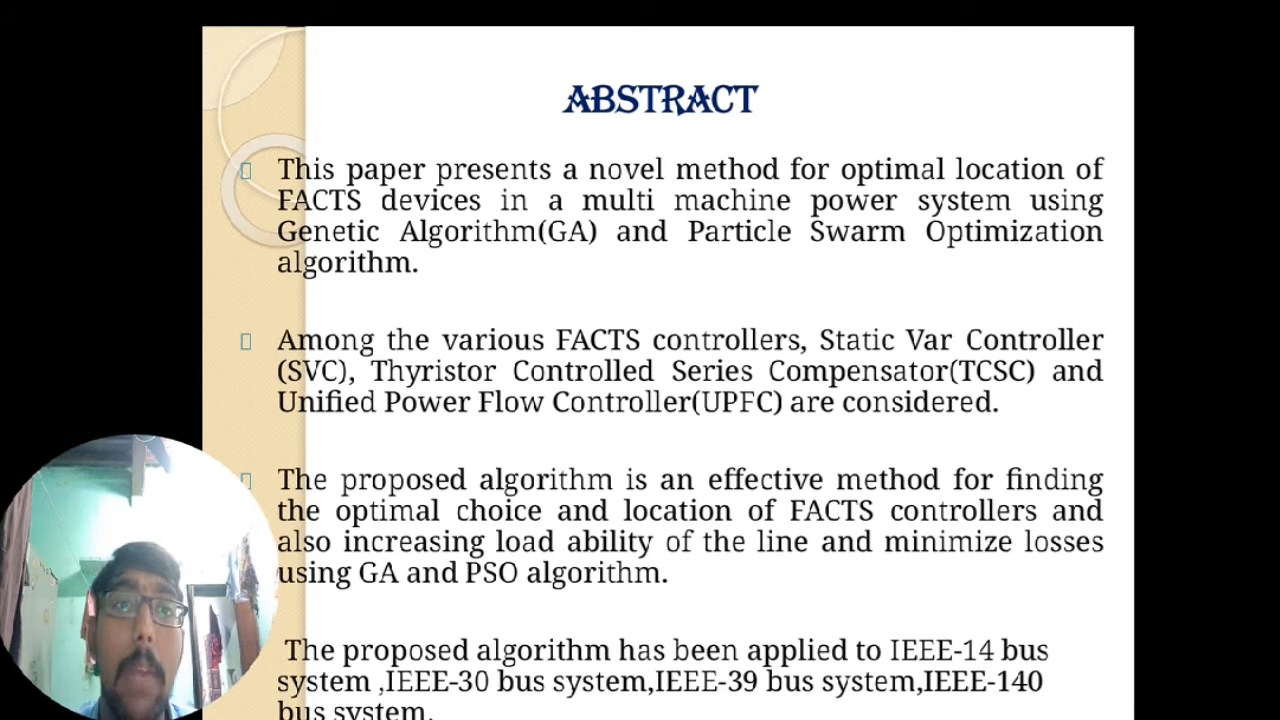 ABSTRACT
This paper presents a novel method for optimal location of
FACTS devices in a multi machine power system using
Genetic Algorithm(GA) and Particle Swarm Optimization
algorithm.
Among the various FACTS controllers, Static Var Controller
(SVC), Thyristor Controlled Series Compensator(TCSC) and
Unified Power Flow Controller(UPFC) are considered.
The proposed algorithm is an effective method for finding
the optimal choice and location of FACTS controllers and
also increasing load ability of the line and minimize losses
using GA and PSO algorithm.
The proposed algorithm has been applied to IEEE-14 bus
system ,IEEE-30 bus system,IEEE-39 bus system,IEEE-140
bus system.